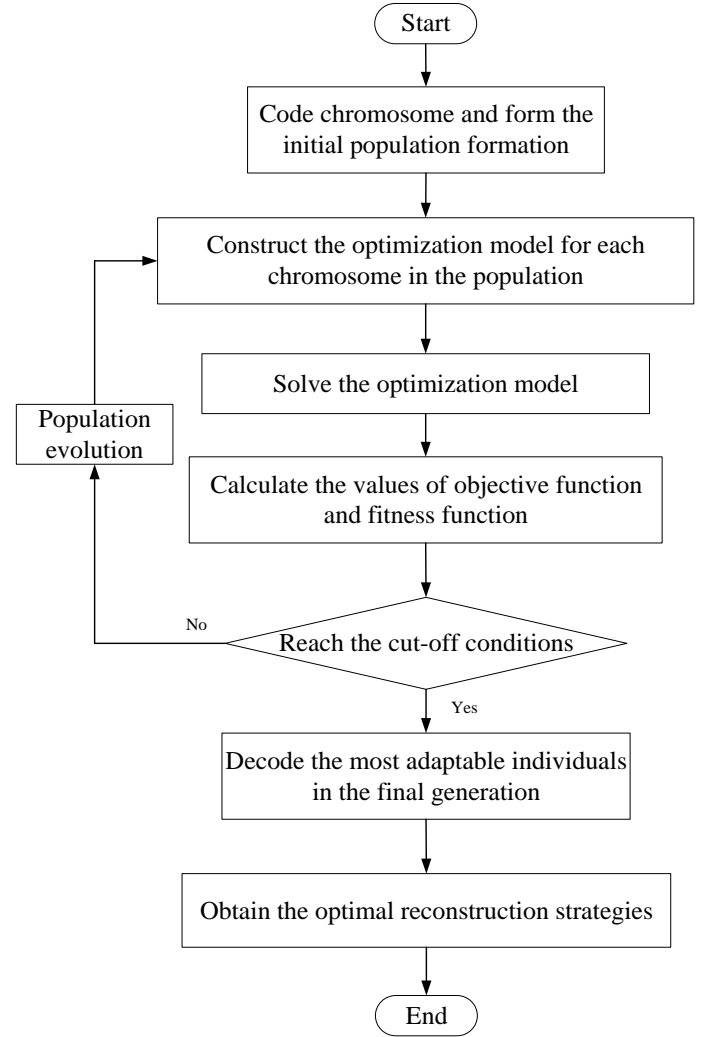 Start
Code chromosome and form the
initial population formation
Construct the optimization model for each
chromosome in the population
Solve the optimization model
Population
evolution
Calculate the values of objective function
and fitness function
No
Reach the cut-off conditions
Yes
Decode the most adaptable individuals
in the final generation
Obtain the optimal reconstruction strategies
End